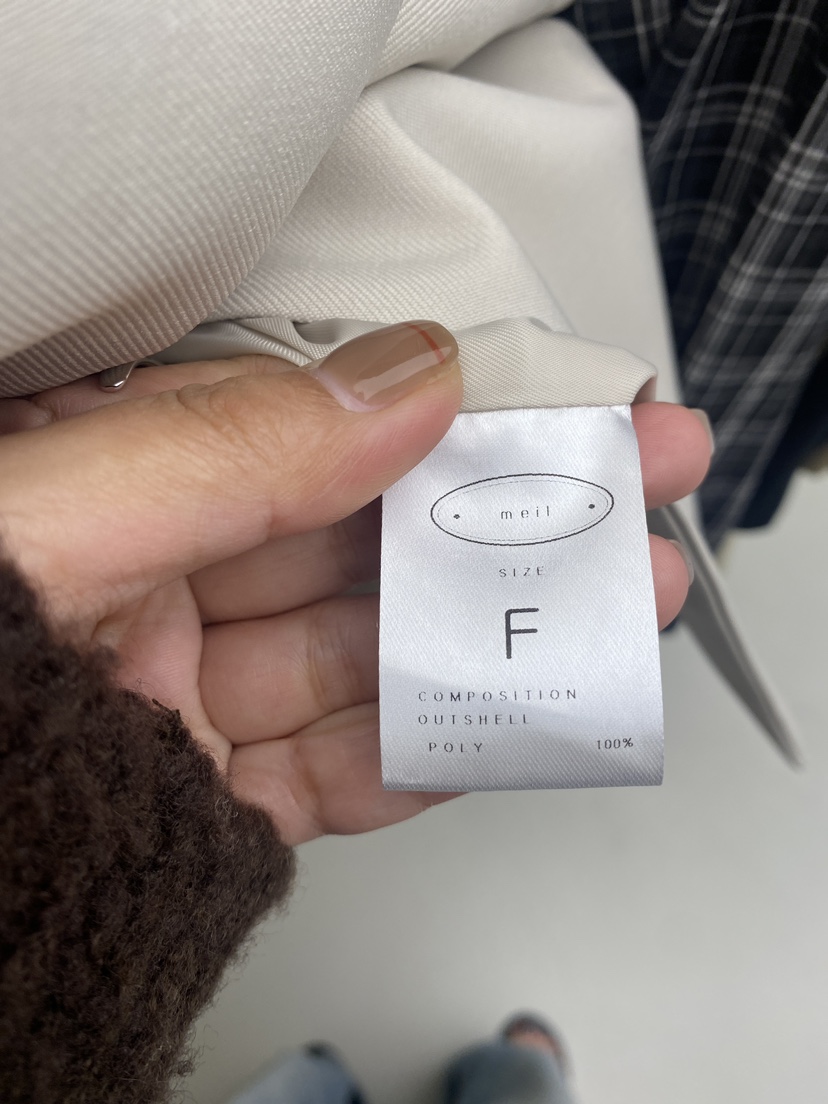 meil
SIZE
F
COMPOSITION
OUTSHELL
POLY 100%